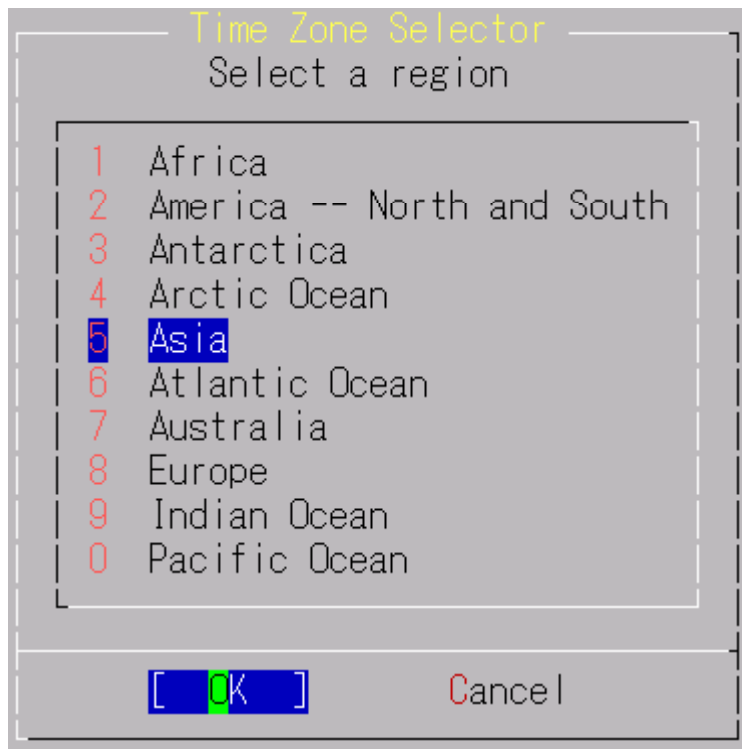 Time Zone Selector
Select a region
1 Africa
2 America -- North and South
3 Antarctica
4 Arctic Ocean
5 Asia
6 Atlantic Ocean
7 Australia
8 Europe
9 Indian Ocean
0 Pacific Ocean
[ OK ] Cancel